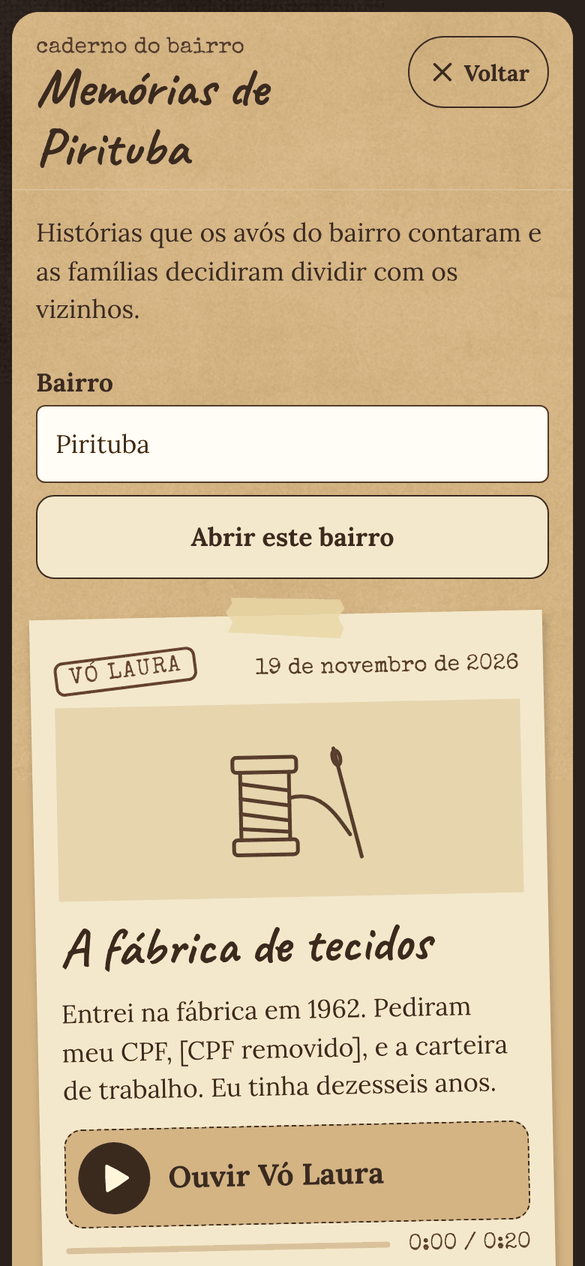 caderno do bairro
Memórias de
Pirituba
Voltar
Histórias que os avós do bairro contaram e
as famílias decidiram dividir com os
vizinhos.
Bairro
Pirituba
Abrir este bairro
VÓ LAURA
19 de novembro de 2026
A fábrica de tecidos
Entrei na fábrica em 1962. Pediram
meu CPF, [CPF removido], e a carteira
de trabalho. Eu tinha dezesseis anos.
Ouvir Vó Laura
0:00 / 0:20